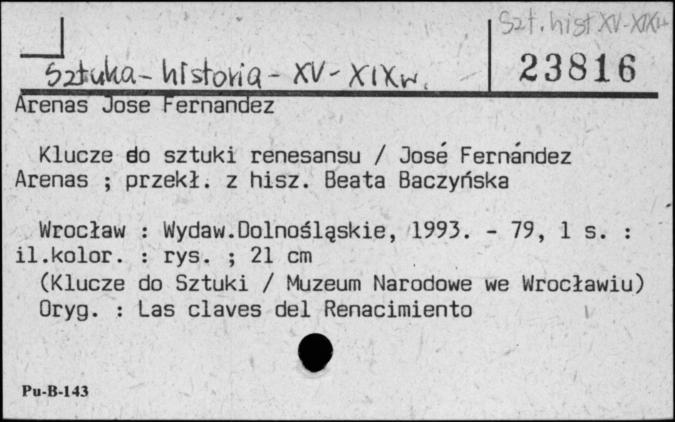 Szt. hist XV-XIXw
Sztuka - historia - XV - XIXw.
23816
Arenas Jose Fernandez
Klucze do sztuki renesansu / José Fernández
Arenas ; przekł. z hisz. Beata Baczyńska
Wrocław : Wydaw.Dolnośląskie, 1993. - 79, 1 s. :
il.kolor. : rys. ; 21 cm
(Klucze do Sztuki / Muzeum Narodowe we Wrocławiu)
Oryg. : Las claves del Renacimiento
Pu-B-143